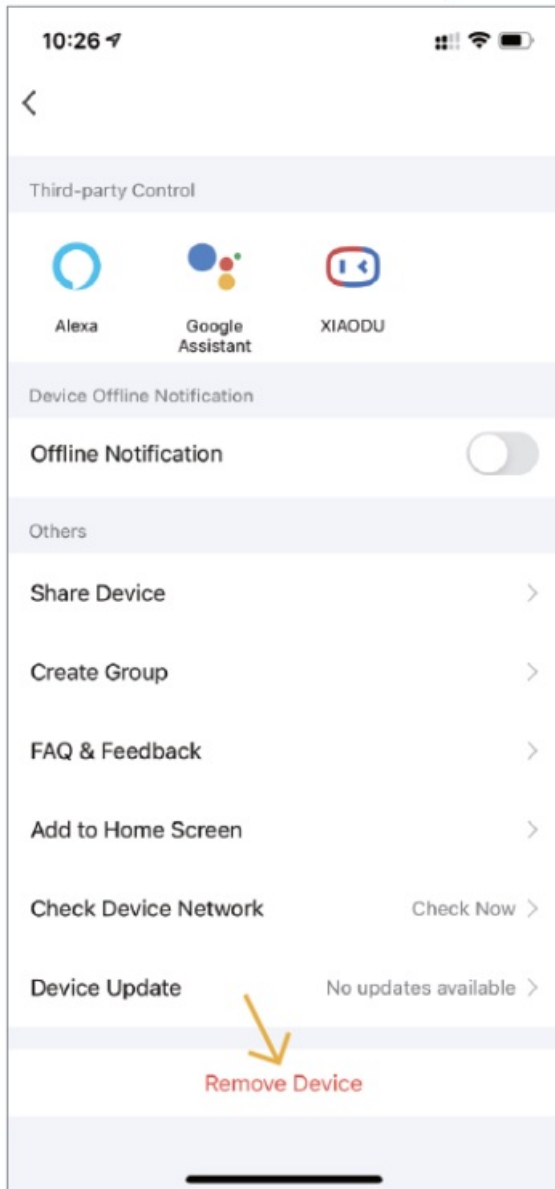 10:26
Third-party Control
Alexa
Google
Assistant
XIAODU
Device Offline Notification
Offline Notification
Others
Share Device
Create Group
FAQ & Feedback
Add to Home Screen
Check Device Network Check Now
Device Update No updates available
Remove Device